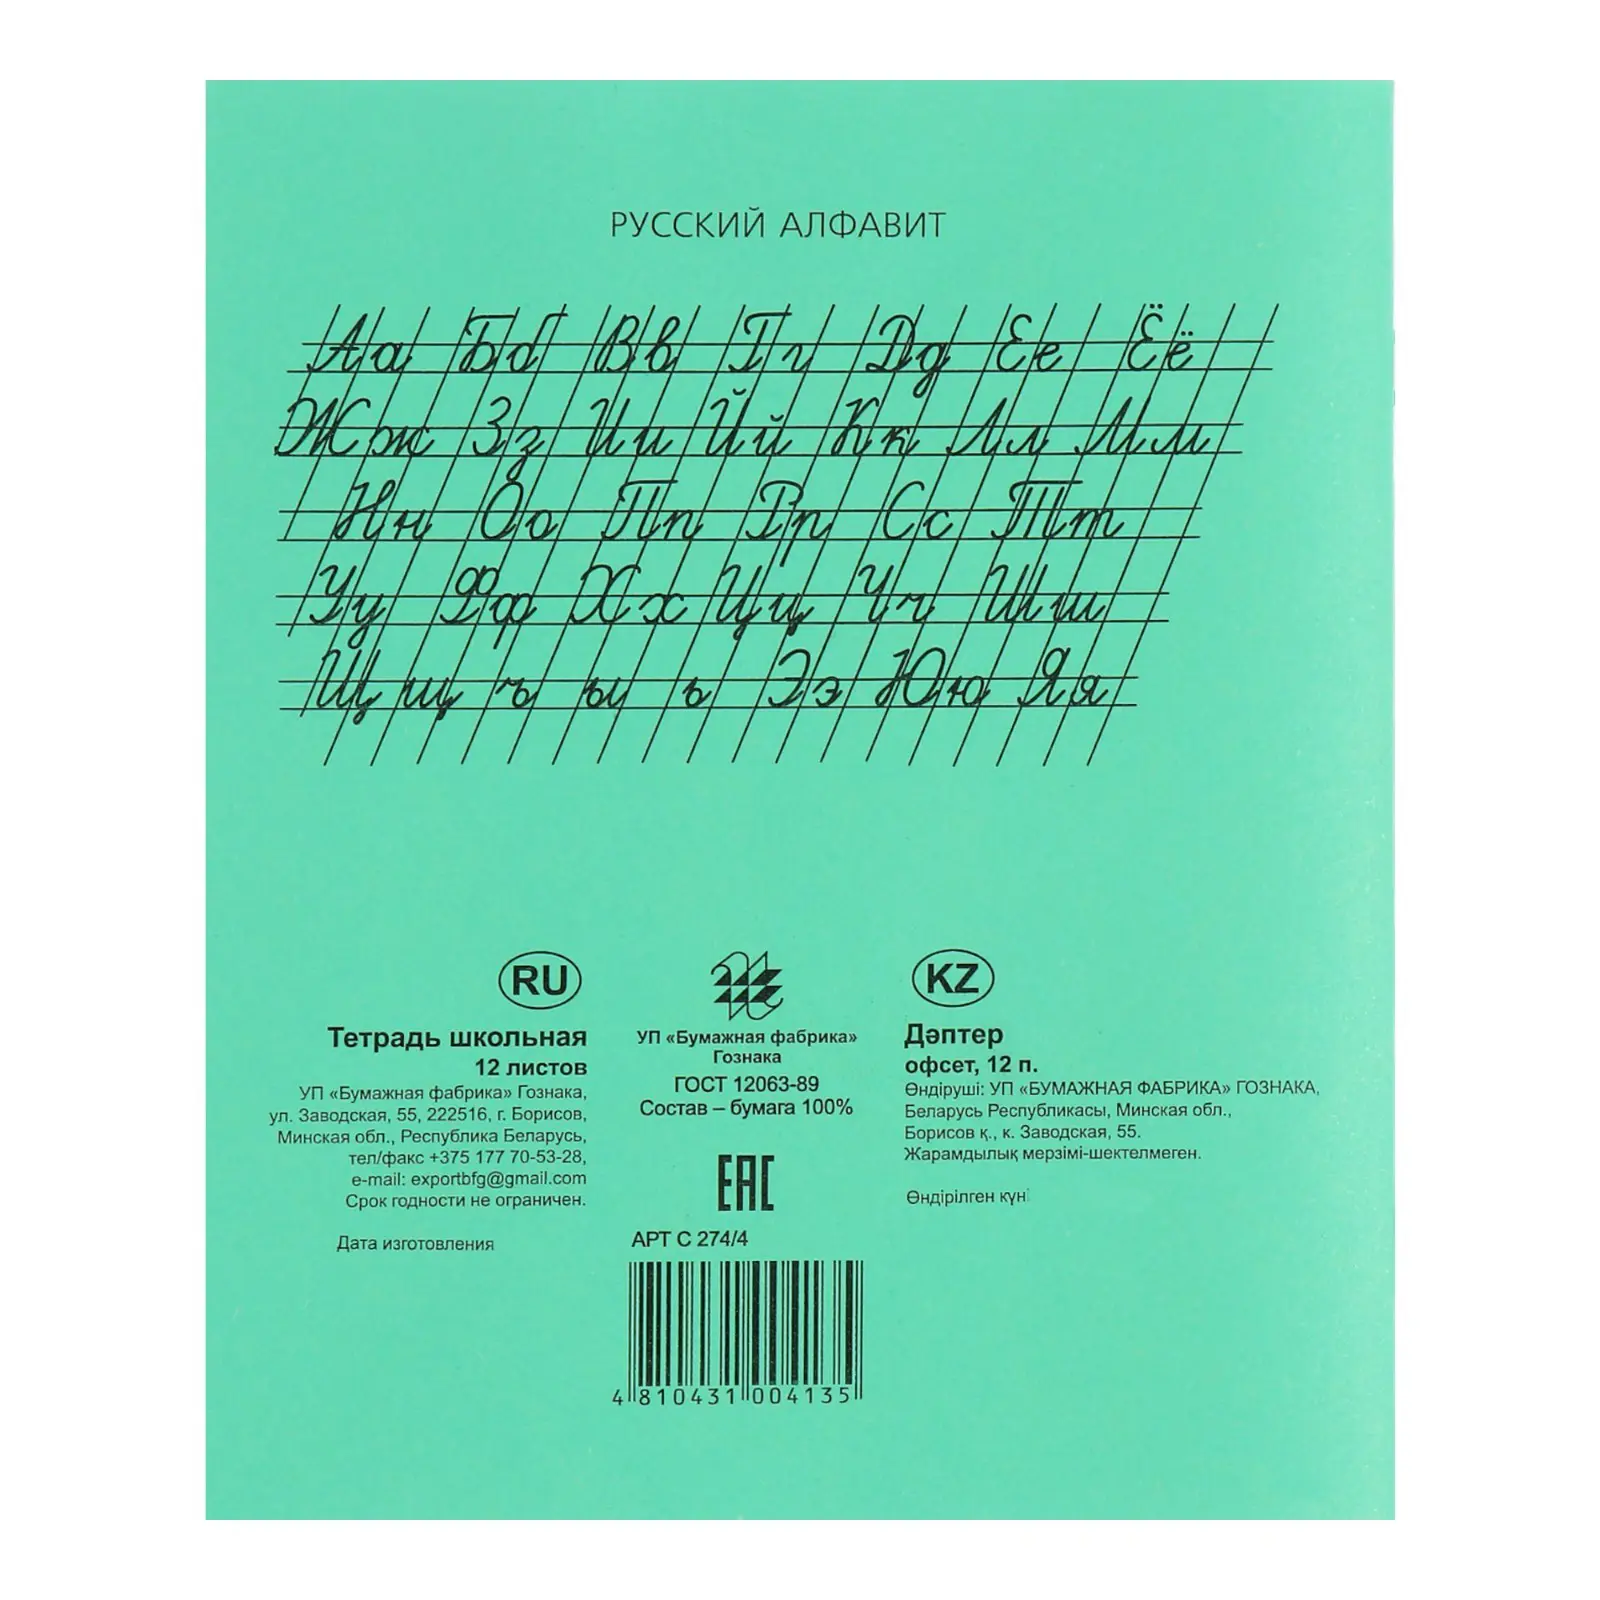 РУССКИЙ АЛФАВИТ
Аа Бб Вв Гг Дд Ее Ёё
Жж Зз Ии Йй Кк Лл Мм
Нн Оо Пп Рр Сс Тт
Уу Фф Хх Цц Чч Шш
Щщ ъ ы ь Ээ Юю Яя
RU
Тетрадь школьная
12 листов
УП «Бумажная фабрика» Гознака,
ул. Заводская, 55, 222516, г. Борисов,
Минская обл., Республика Беларусь,
тел/факс +375 177 70-53-28,
e-mail: exportbfg@gmail.com
Срок годности не ограничен.
Дата изготовления
УП «Бумажная фабрика»
Гознака
ГОСТ 12063-89
Состав – бумага 100%
EAC
АРТ С 274/4
4 810431 004135
KZ
Дәптер
офсет, 12 п.
Өндіруші: УП «БУМАЖНАЯ ФАБРИКА» ГОЗНАКА,
Беларусь Республикасы, Минская обл.,
Борисов қ., к. Заводская, 55.
Жарамдылық мерзімі-шектелмеген.
Өндірілген күні